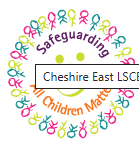 Safeguarding
Cheshire East LSCB
All Children Matter